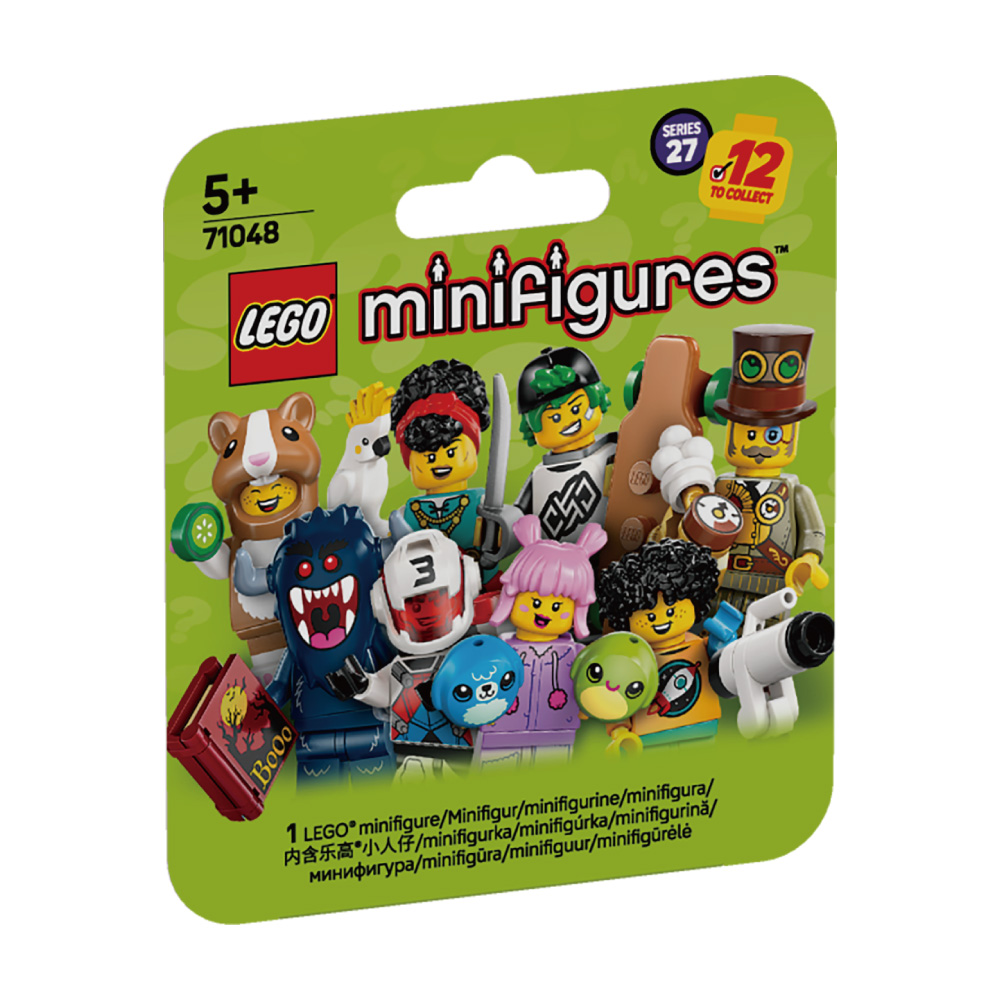 SERIES
27
12
TO COLLECT
5+
71048
LEGO®
minifigures™
3
BOOO
1 LEGO® minifigure/Minifigur/minifigurine/minifigura/
内含乐高®小人仔/minifigurka/minifigúrka/minifigurină/
минифигура/minifigūra/minifiguur/minifigūrėlė